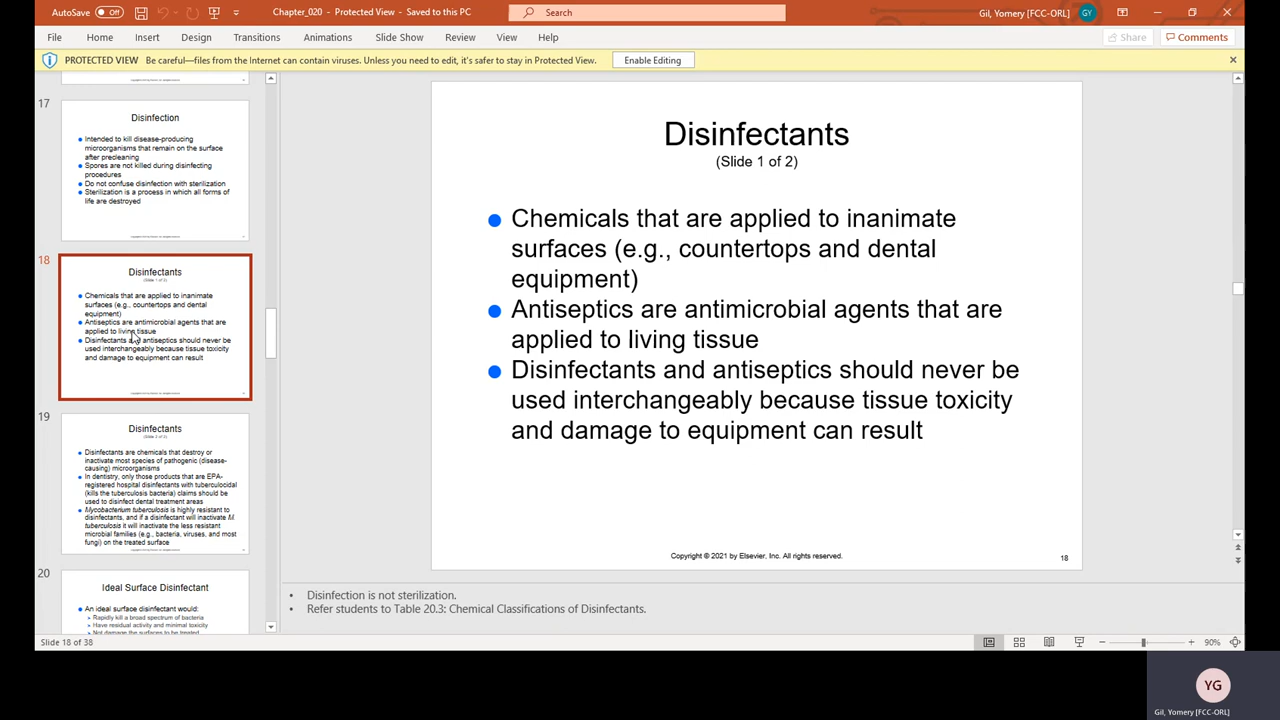 AutoSave Off
Chapter_020 - Protected View - Saved to this PC
Search
Gil, Yomery [FCC-ORL]
GY
File Home Insert Design Transitions Animations Slide Show Review View Help
Share Comments
PROTECTED VIEW Be careful—files from the Internet can contain viruses. Unless you need to edit, it's safer to stay in Protected View. Enable Editing
17
Disinfection
Intended to kill disease-producing
microorganisms that remain on the surface
after precleaning
Spores are not killed during disinfecting
procedures
Do not confuse disinfection with sterilization
Sterilization is a process in which all forms of
life are destroyed
18
Disinfectants
(Slide 1 of 2)
Chemicals that are applied to inanimate
surfaces (e.g., countertops and dental
equipment)
Antiseptics are antimicrobial agents that are
applied to living tissue
Disinfectants and antiseptics should never be
used interchangeably because tissue toxicity
and damage to equipment can result
19
Disinfectants
(Slide 2 of 2)
Disinfectants are chemicals that destroy or
inactivate most species of pathogenic (disease-
causing) microorganisms
In dentistry, only those products that are EPA-
registered hospital disinfectants with tuberculocidal
(kills the tuberculosis bacteria) claims should be
used to disinfect dental treatment areas
Mycobacterium tuberculosis is highly resistant to
disinfectants, and if a disinfectant will inactivate M.
tuberculosis it will inactivate the less resistant
microbial families (e.g., bacteria, viruses, and most
fungi) on the treated surface
20
Ideal Surface Disinfectant
An ideal surface disinfectant would:
Rapidly kill a broad spectrum of bacteria
Have residual activity and minimal toxicity
Not damage the surfaces to be treated
Disinfectants
(Slide 1 of 2)
Chemicals that are applied to inanimate
surfaces (e.g., countertops and dental
equipment)
Antiseptics are antimicrobial agents that are
applied to living tissue
Disinfectants and antiseptics should never be
used interchangeably because tissue toxicity
and damage to equipment can result
Copyright © 2021 by Elsevier, Inc. All rights reserved.
18
Disinfection is not sterilization.
Refer students to Table 20.3: Chemical Classifications of Disinfectants.
Slide 18 of 38
90%
YG
Gil, Yomery [FCC-ORL]